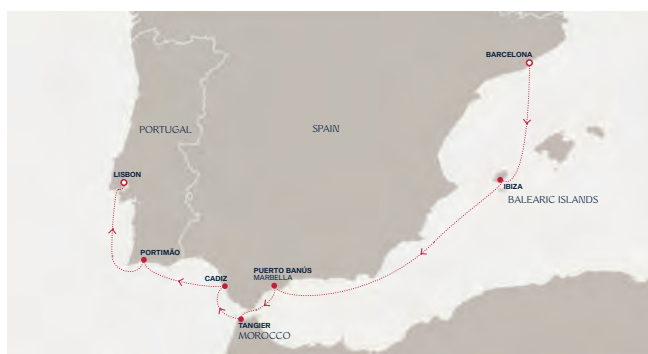 BARCELONA
PORTUGAL
SPAIN
LISBON
IBIZA
BALEARIC ISLANDS
PORTIMÃO
CADIZ
PUERTO BANÚS
MARBELLA
TANGIER
MOROCCO